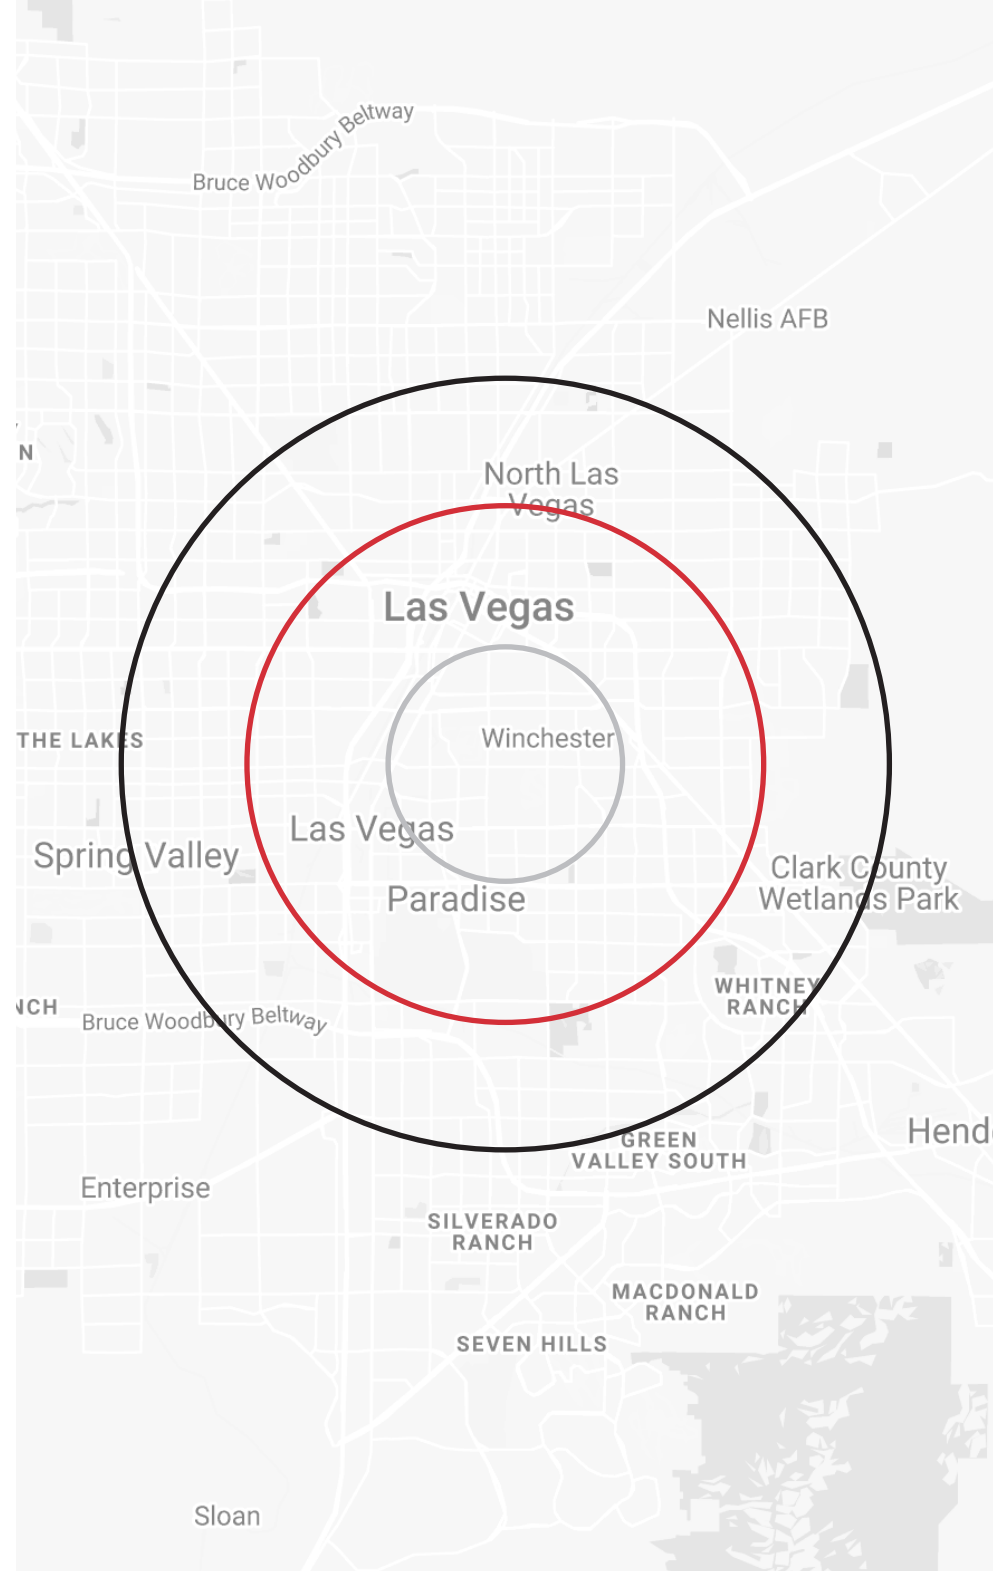 Bruce Woodbury Beltway
Nellis AFB
N
North Las
Vegas
Las Vegas
THE LAKES
Winchester
Las Vegas
Spring Valley
Clark County
Wetlands Park
Paradise
WHITNEY
RANCH
NCH
Bruce Woodbury Beltway
Hend
GREEN
VALLEY SOUTH
Enterprise
SILVERADO
RANCH
MACDONALD
RANCH
SEVEN HILLS
Sloan